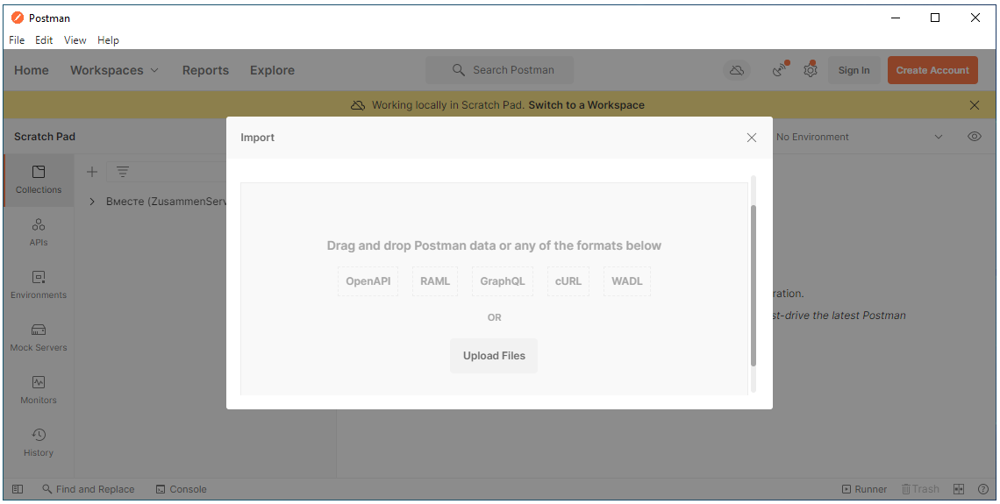 Postman
File Edit View Help
Home Workspaces Reports Explore Search Postman Sign In Create Account
Working locally in Scratch Pad. Switch to a Workspace
Scratch Pad
No Environment
Import
Collections
Вместе (ZusammenServ
APIs
Environments
Mock Servers
Monitors
History
Drag and drop Postman data or any of the formats below
OpenAPI RAML GraphQL cURL WADL
OR
Upload Files
ration.
st-drive the latest Postman
Find and Replace Console Runner Trash